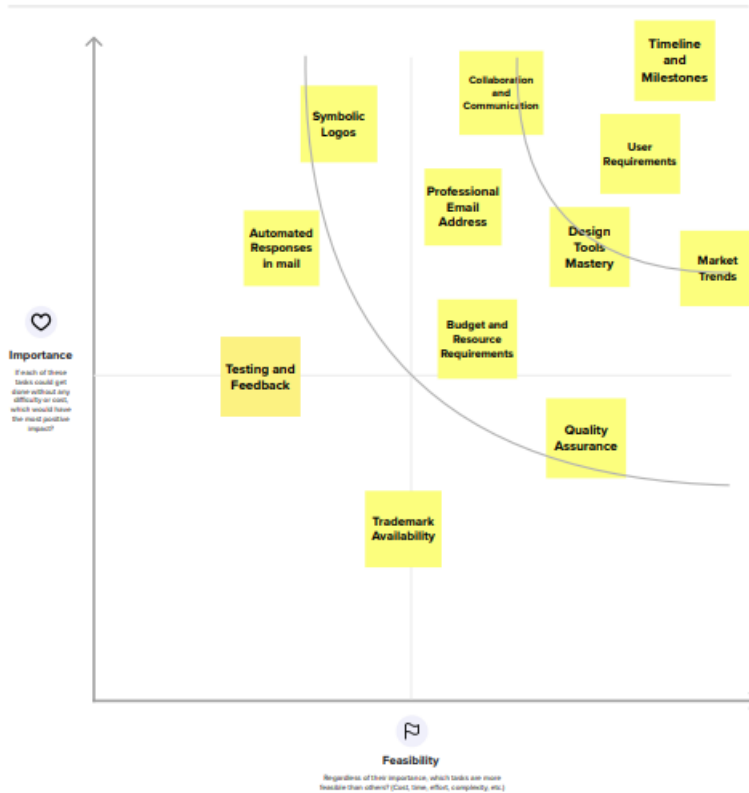 Timeline
and
Milestones
Collaboration
and
Communication
Symbolic
Logos
User
Requirements
Professional
Email
Address
Automated
Responses
in mail
Design
Tools
Mastery
Market
Trends
Budget and
Resource
Requirements
Importance
If each of these
tasks could get
done without any
difficulty or cost,
which would have
the most positive
impact?
Testing and
Feedback
Quality
Assurance
Trademark
Availability
Feasibility
Regardless of their importance, which tasks are more
feasible than others? (Cost, time, effort, complexity, etc.)